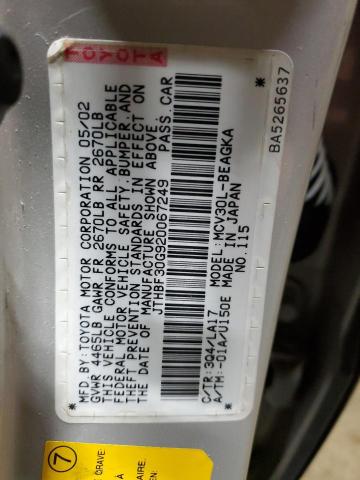 TOYOTA
MFD.BY:TOYOTA MOTOR CORPORATION 05/02
GVWR 4465LB GAWR FR 2670LB RR 2670LB
THIS VEHICLE CONFORMS TO ALL APPLICABLE
FEDERAL MOTOR VEHICLE SAFETY,BUMPER,AND
THEFT PREVENTION STANDARDS IN EFFECT ON
THE DATE OF MANUFACTURE SHOWN ABOVE.
JTHBF30G920067249 PASS.CAR
*BA5265637*
C/TR:304/LA17 MODEL:MCV30L-BEAGKA
A/TM:-01A/U150E MADE IN JAPAN
NO.115
7
GRAVE
À
AIRE.